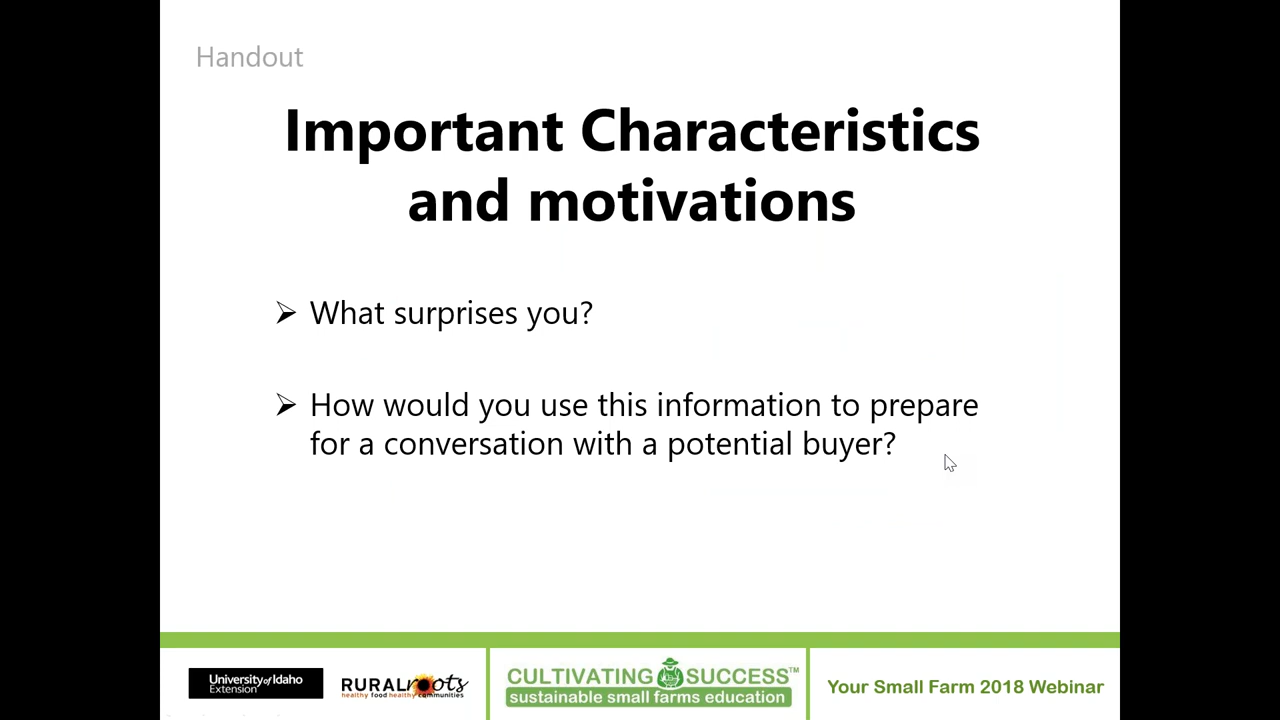 Handout
Important Characteristics
and motivations
➢ What surprises you?
➢ How would you use this information to prepare
for a conversation with a potential buyer?
University of Idaho
Extension
RURALroots
healthy food healthy communities
CULTIVATING SUCCESS™
sustainable small farms education
Your Small Farm 2018 Webinar